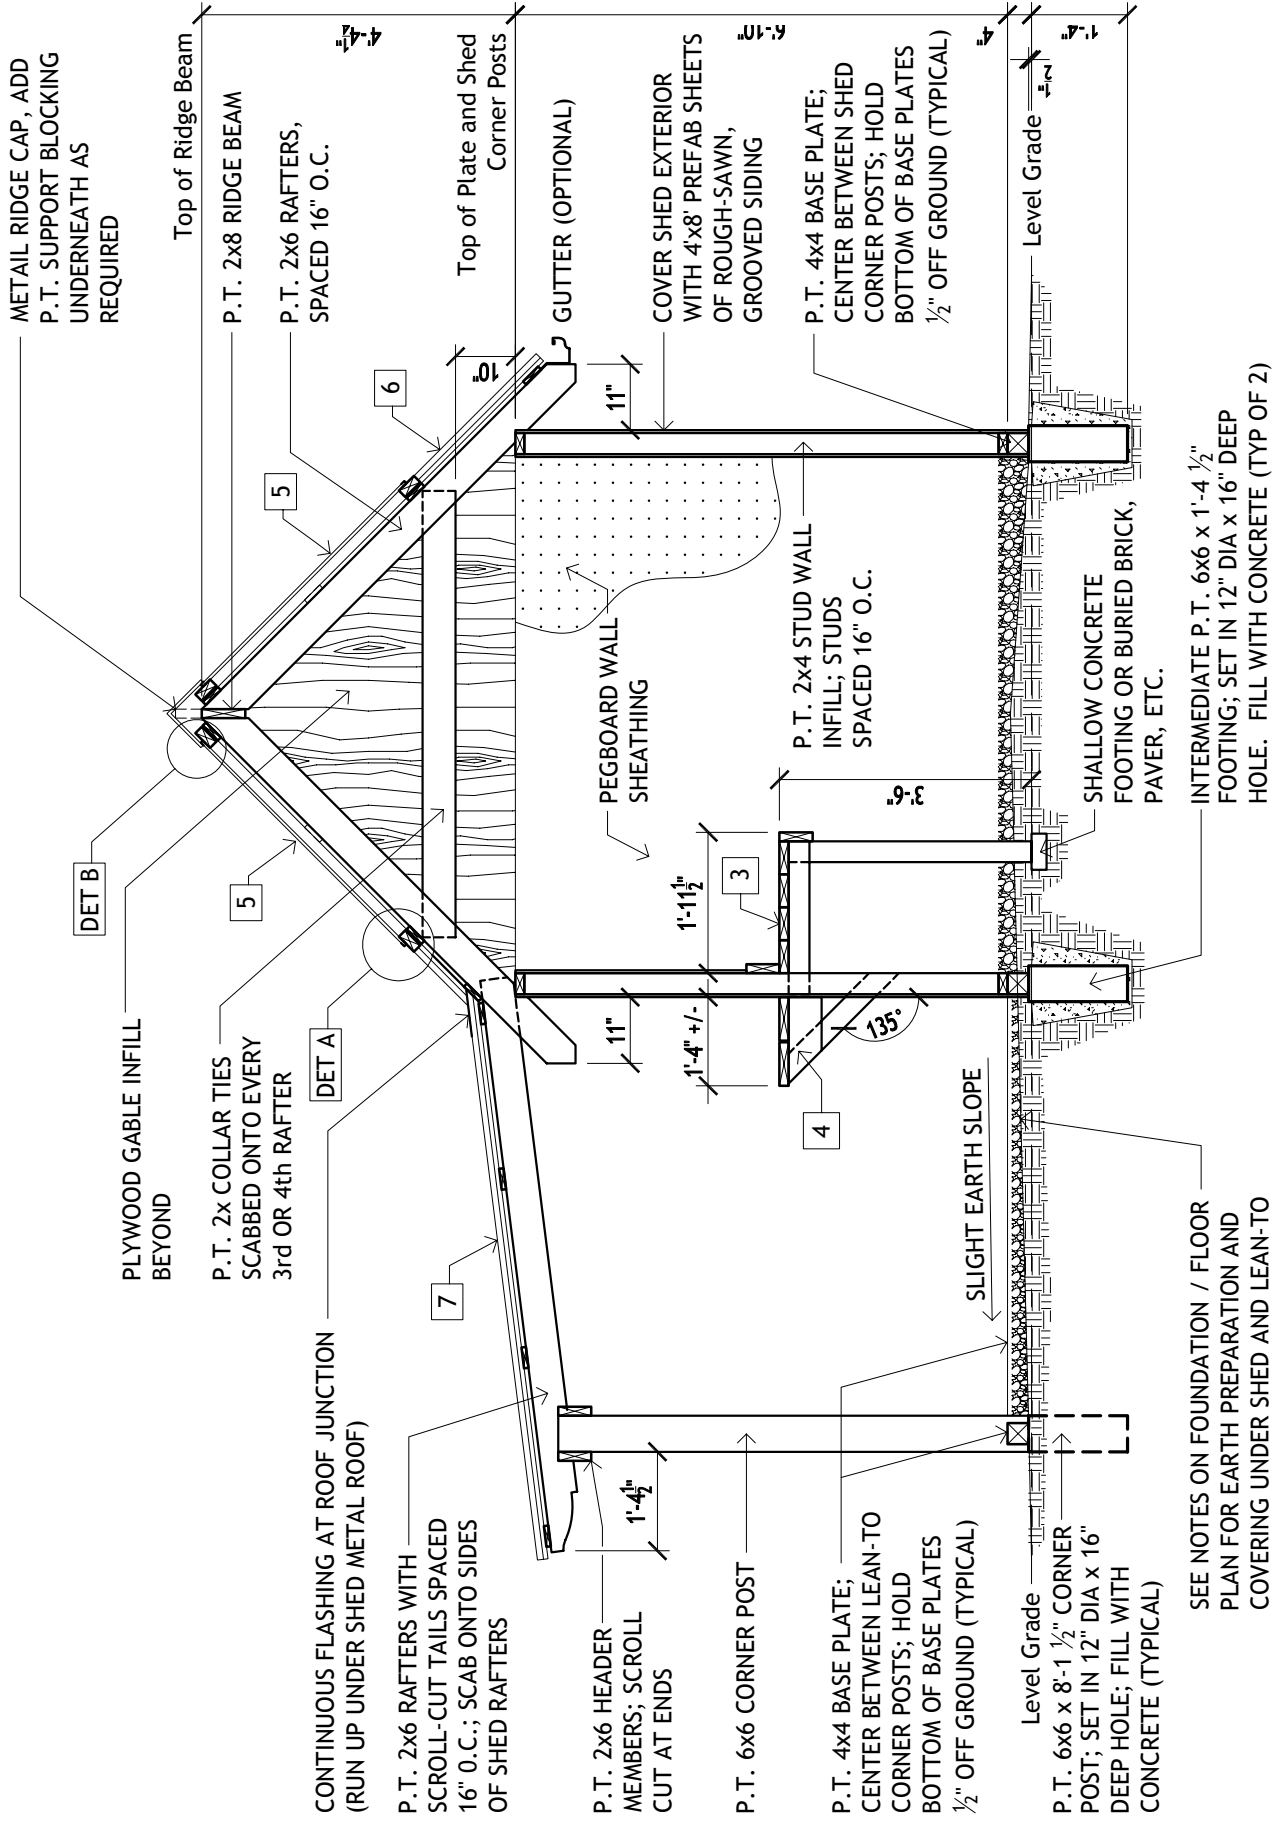 METAIL RIDGE CAP, ADD
P.T. SUPPORT BLOCKING
UNDERNEATH AS
REQUIRED
Top of Ridge Beam
P.T. 2x8 RIDGE BEAM
P.T. 2x6 RAFTERS,
SPACED 16" O.C.
Top of Plate and Shed
Corner Posts
GUTTER (OPTIONAL)
COVER SHED EXTERIOR
WITH 4'x8' PREFAB SHEETS
OF ROUGH-SAWN,
GROOVED SIDING
P.T. 4x4 BASE PLATE;
CENTER BETWEEN SHED
CORNER POSTS; HOLD
BOTTOM OF BASE PLATES
½" OFF GROUND (TYPICAL)
Level Grade
4'-4½"
6'-10"
4"
½"
1'-4"
10"
11"
5
6
DET B
5
PLYWOOD GABLE INFILL
BEYOND
P.T. 2x COLLAR TIES
SCABBED ONTO EVERY
3rd OR 4th RAFTER
DET A
CONTINUOUS FLASHING AT ROOF JUNCTION
(RUN UP UNDER SHED METAL ROOF)
7
P.T. 2x6 RAFTERS WITH
SCROLL-CUT TAILS SPACED
16" 0.C.; SCAB ONTO SIDES
OF SHED RAFTERS
P.T. 2x6 HEADER
MEMBERS; SCROLL
CUT AT ENDS
1'-4½"
P.T. 6x6 CORNER POST
P.T. 4x4 BASE PLATE;
CENTER BETWEEN LEAN-TO
CORNER POSTS; HOLD
BOTTOM OF BASE PLATES
½" OFF GROUND (TYPICAL)
Level Grade
P.T. 6x6 x 8'-1 ½" CORNER
POST; SET IN 12" DIA x 16"
DEEP HOLE; FILL WITH
CONCRETE (TYPICAL)
PEGBOARD WALL
SHEATHING
11"
1'-4" +/-
1'-11½"
3
4
135°
3'-6"
P.T. 2x4 STUD WALL
INFILL; STUDS
SPACED 16" O.C.
SLIGHT EARTH SLOPE
SHALLOW CONCRETE
FOOTING OR BURIED BRICK,
PAVER, ETC.
INTERMEDIATE P.T. 6x6 x 1'-4 ½"
FOOTING; SET IN 12" DIA x 16" DEEP
HOLE. FILL WITH CONCRETE (TYP OF 2)
SEE NOTES ON FOUNDATION / FLOOR
PLAN FOR EARTH PREPARATION AND
COVERING UNDER SHED AND LEAN-TO